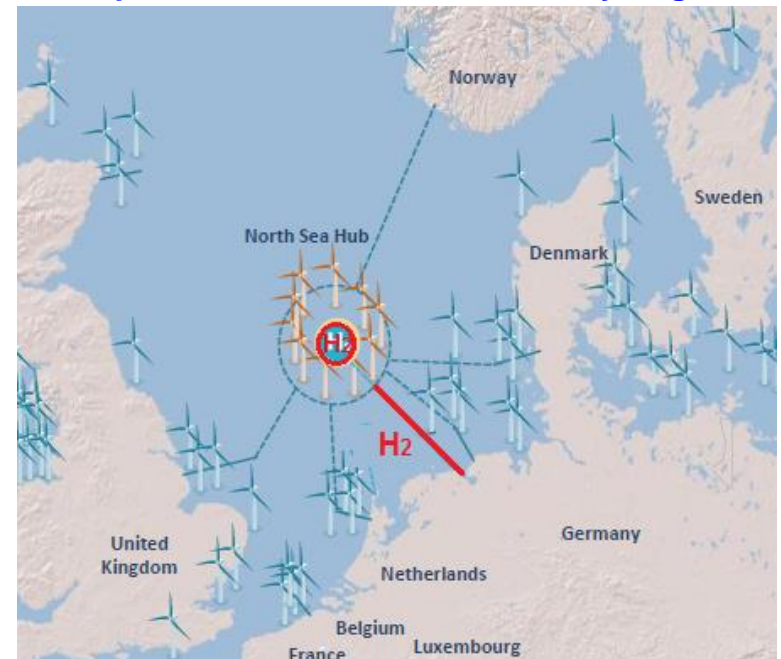 Norway
Sweden
North Sea Hub
Denmark
H2
H2
Germany
United
Kingdom
Netherlands
Belgium
Luxembourg
France